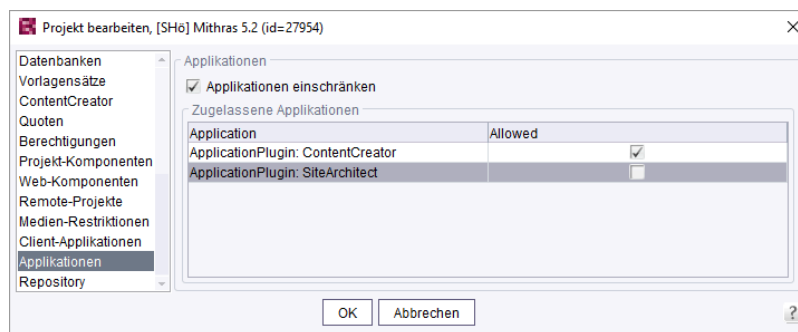 Projekt bearbeiten, [SHö] Mithras 5.2 (id=27954)
Datenbanken
Vorlagensätze
ContentCreator
Quoten
Berechtigungen
Projekt-Komponenten
Web-Komponenten
Remote-Projekte
Medien-Restriktionen
Client-Applikationen
Applikationen
Repository
Applikationen
Applikationen einschränken
Zugelassene Applikationen
Application Allowed
ApplicationPlugin: ContentCreator
ApplicationPlugin: SiteArchitect
OK Abbrechen
?